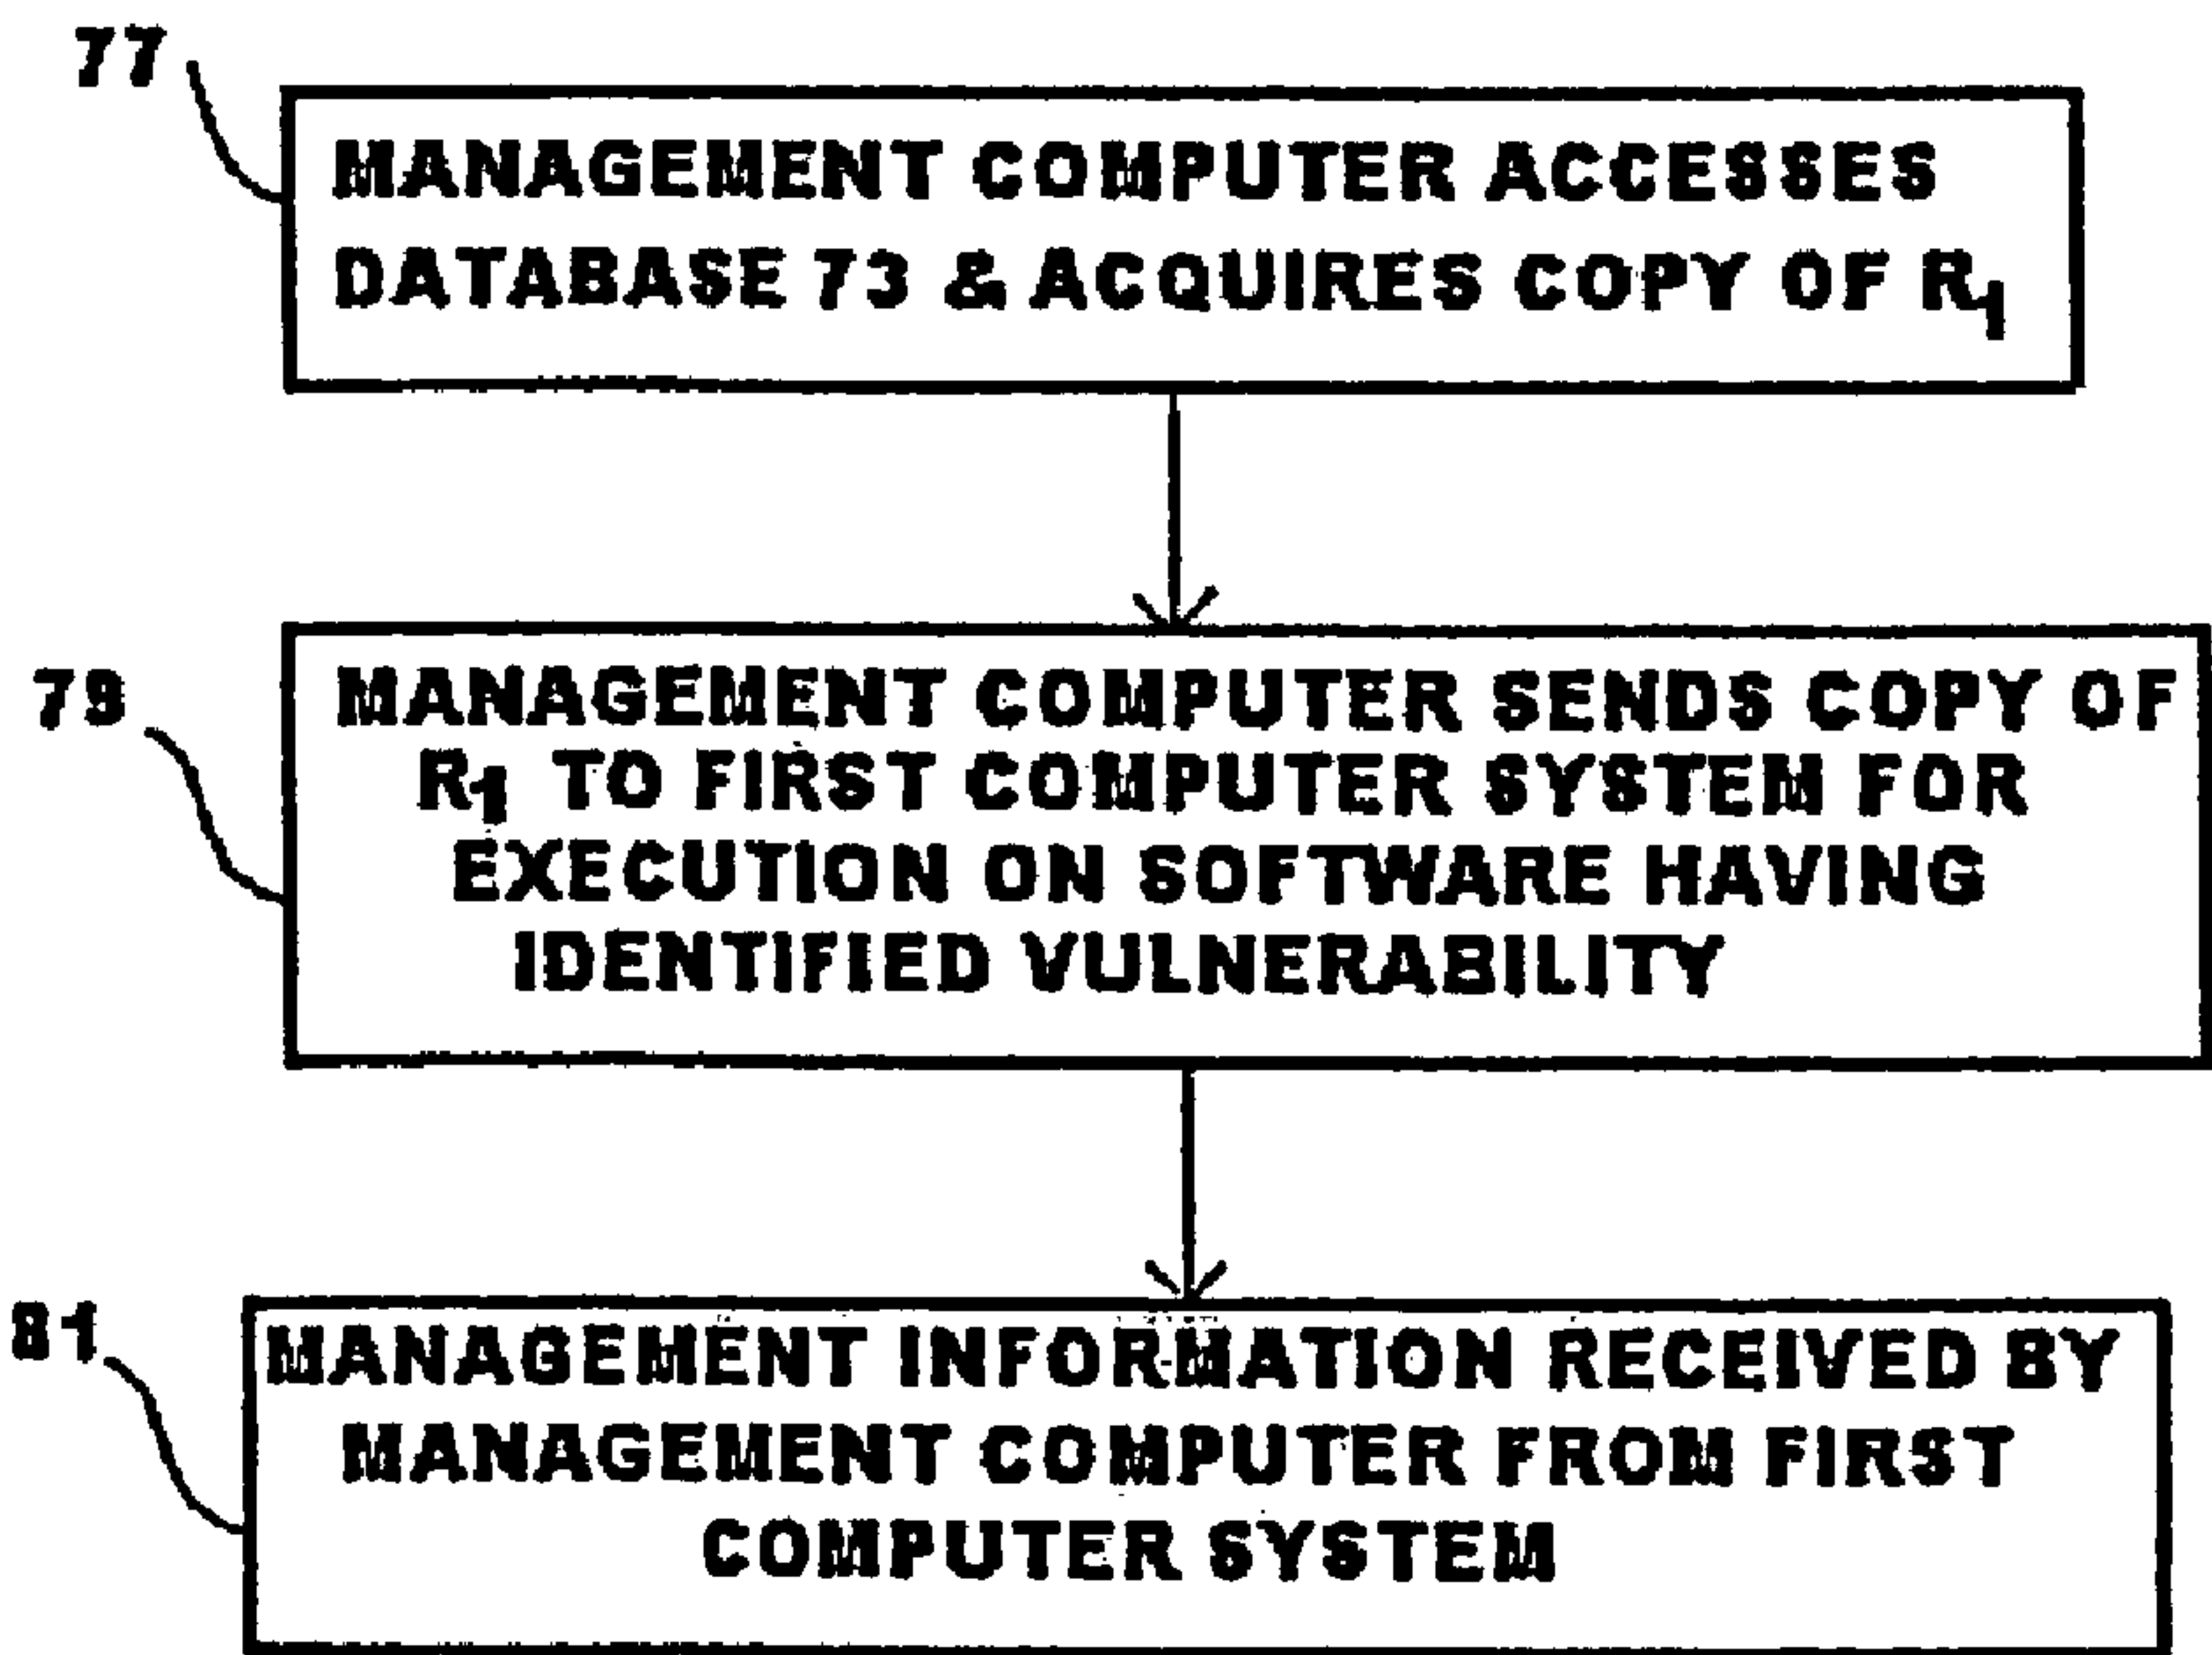 77
MANAGEMENT COMPUTER ACCESSES
DATABASE 73 & ACQUIRES COPY OF R1
79
MANAGEMENT COMPUTER SENDS COPY OF
R1 TO FIRST COMPUTER SYSTEM FOR
EXECUTION ON SOFTWARE HAVING
IDENTIFIED VULNERABILITY
81
MANAGEMENT INFORMATION RECEIVED BY
MANAGEMENT COMPUTER FROM FIRST
COMPUTER SYSTEM